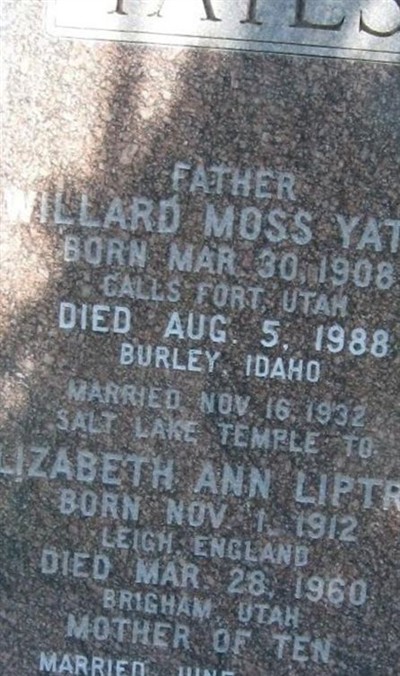 YATES
FATHER
WILLARD MOSS YAT
BORN MAR. 30, 1908
CALLS FORT, UTAH
DIED AUG. 5, 1988
BURLEY, IDAHO
MARRIED NOV. 16, 1932
SALT LAKE TEMPLE TO
LIZABETH ANN LIPTR
BORN NOV. 1, 1912
LEIGH, ENGLAND
DIED MAR. 28, 1960
BRIGHAM, UTAH
MOTHER OF TEN
MARRIED JUNE